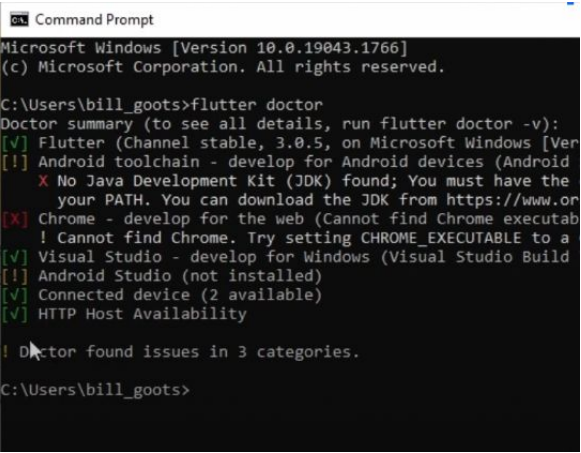 Command Prompt
Microsoft Windows [Version 10.0.19043.1766]
(c) Microsoft Corporation. All rights reserved.
C:\Users\bill_goots>flutter doctor
Doctor summary (to see all details, run flutter doctor -v):
[√] Flutter (Channel stable, 3.0.5, on Microsoft Windows [Ver
[!] Android toolchain - develop for Android devices (Android
X No Java Development Kit (JDK) found; You must have the
your PATH. You can download the JDK from https://www.or
[X] Chrome - develop for the web (Cannot find Chrome executab
! Cannot find Chrome. Try setting CHROME_EXECUTABLE to a
[√] Visual Studio - develop for Windows (Visual Studio Build
[!] Android Studio (not installed)
[√] Connected device (2 available)
[√] HTTP Host Availability
! Doctor found issues in 3 categories.
C:\Users\bill_goots>